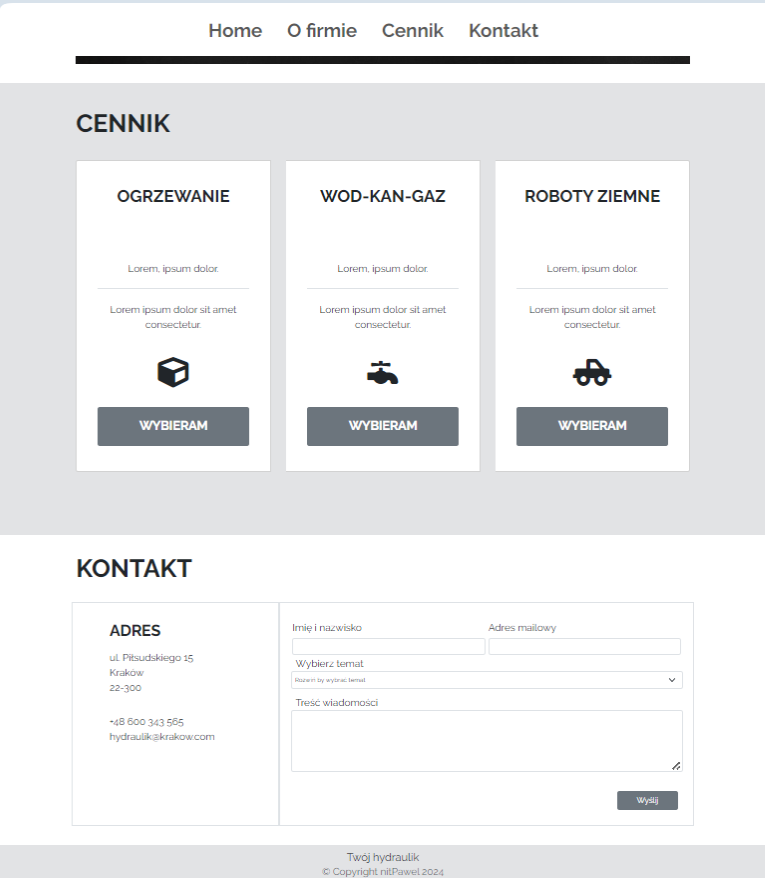 Home O firmie Cennik Kontakt
CENNIK
OGRZEWANIE
Lorem, ipsum dolor.
Lorem ipsum dolor sit amet
consectetur.
WYBIERAM
WOD-KAN-GAZ
Lorem, ipsum dolor.
Lorem ipsum dolor sit amet
consectetur.
WYBIERAM
ROBOTY ZIEMNE
Lorem, ipsum dolor.
Lorem ipsum dolor sit amet
consectetur.
WYBIERAM
KONTAKT
ADRES
ul. Piłsudskiego 15
Kraków
22-300
+48 600 343 565
hydraulik@krakow.com
Imię i nazwisko
Adres mailowy
Wybierz temat
Rozwiń by wybrać temat
Treść wiadomości
Wyślij
Twój hydraulik
© Copyright nitPawel 2024